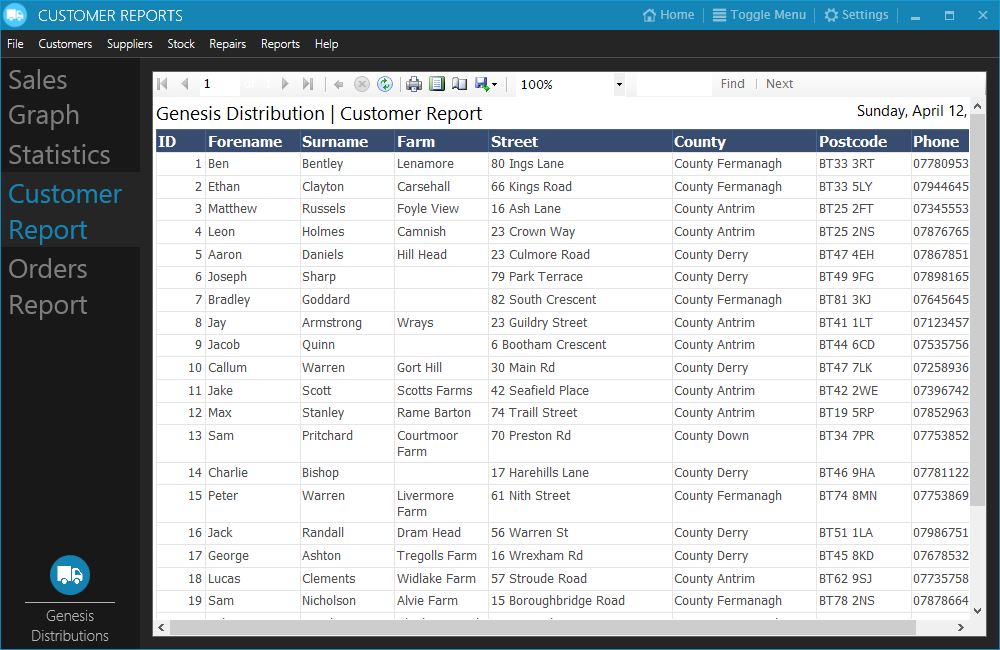 CUSTOMER REPORTS Home Toggle Menu Settings
File Customers Suppliers Stock Repairs Reports Help
Sales
Graph
Statistics
Customer
Report
Orders
Report
Genesis
Distributions
1 100% Find Next
Genesis Distribution | Customer Report Sunday, April 12,
ID Forename Surname Farm Street County Postcode Phone
1 Ben Bentley Lenamore 80 Ings Lane County Fermanagh BT33 3RT 07780953
2 Ethan Clayton Carsehall 66 Kings Road County Fermanagh BT33 5LY 07944645
3 Matthew Russels Foyle View 16 Ash Lane County Antrim BT25 2FT 07345553
4 Leon Holmes Camnish 23 Crown Way County Antrim BT25 2NS 07876765
5 Aaron Daniels Hill Head 23 Culmore Road County Derry BT47 4EH 07867851
6 Joseph Sharp 79 Park Terrace County Derry BT49 9FG 07898165
7 Bradley Goddard 82 South Crescent County Fermanagh BT81 3KJ 07645645
8 Jay Armstrong Wrays 23 Guildry Street County Antrim BT41 1LT 07123457
9 Jacob Quinn 6 Bootham Crescent County Antrim BT44 6CD 07535756
10 Callum Warren Gort Hill 30 Main Rd County Derry BT47 7LK 07258936
11 Jake Scott Scotts Farms 42 Seafield Place County Antrim BT42 2WE 07396742
12 Max Stanley Rame Barton 74 Traill Street County Antrim BT19 5RP 07852963
13 Sam Pritchard Courtmoor 70 Preston Rd County Down BT34 7PR 07753852
Farm
14 Charlie Bishop 17 Harehills Lane County Derry BT46 9HA 07781122
15 Peter Warren Livermore 61 Nith Street County Fermanagh BT74 8MN 07753869
Farm
16 Jack Randall Dram Head 56 Warren St County Derry BT51 1LA 07986751
17 George Ashton Tregolls Farm 16 Wrexham Rd County Derry BT45 8KD 07678532
18 Lucas Clements Widlake Farm 57 Stroude Road County Antrim BT62 9SJ 07735758
19 Sam Nicholson Alvie Farm 15 Boroughbridge Road County Fermanagh BT78 2NS 07878664